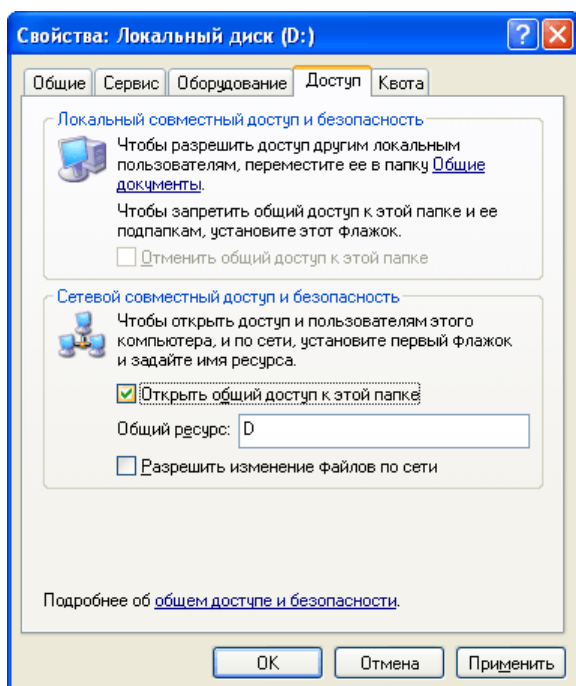 Свойства: Локальный диск (D:)
Общие Сервис Оборудование Доступ Квота
Локальный совместный доступ и безопасность
Чтобы разрешить доступ другим локальным
пользователям, переместите ее в папку Общие
документы.
Чтобы запретить общий доступ к этой папке и ее
подпапкам, установите этот флажок.
Отменить общий доступ к этой папке
Сетевой совместный доступ и безопасность
Чтобы открыть доступ и пользователям этого
компьютера, и по сети, установите первый флажок
и задайте имя ресурса.
Открыть общий доступ к этой папке
Общий ресурс: D
Разрешить изменение файлов по сети
Подробнее об общем доступе и безопасности.
OK Отмена Применить